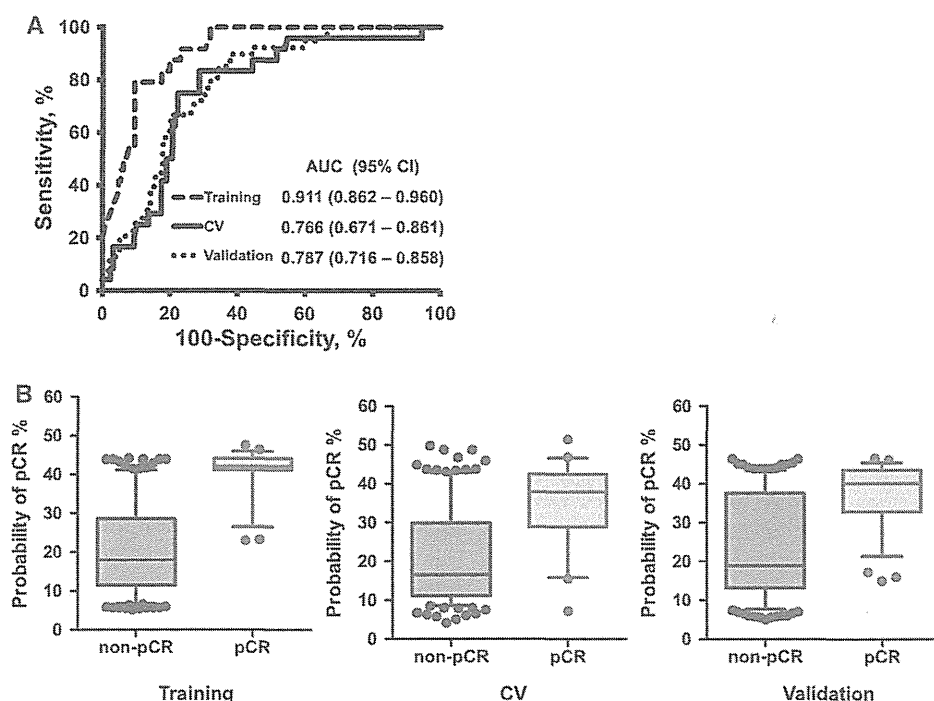 A
Sensitivity, %
100
80
60
40
20
0
AUC (95% CI)
Training 0.911 (0.862 – 0.960)
CV 0.766 (0.671 – 0.861)
Validation 0.787 (0.716 – 0.858)
0 20 40 60 80 100
100-Specificity, %
B
Probability of pCR %
60
50
40
30
20
10
0
non-pCR pCR
Training
Probability of pCR %
60
50
40
30
20
10
0
non-pCR pCR
CV
Probability of pCR %
60
50
40
30
20
10
0
non-pCR pCR
Validation